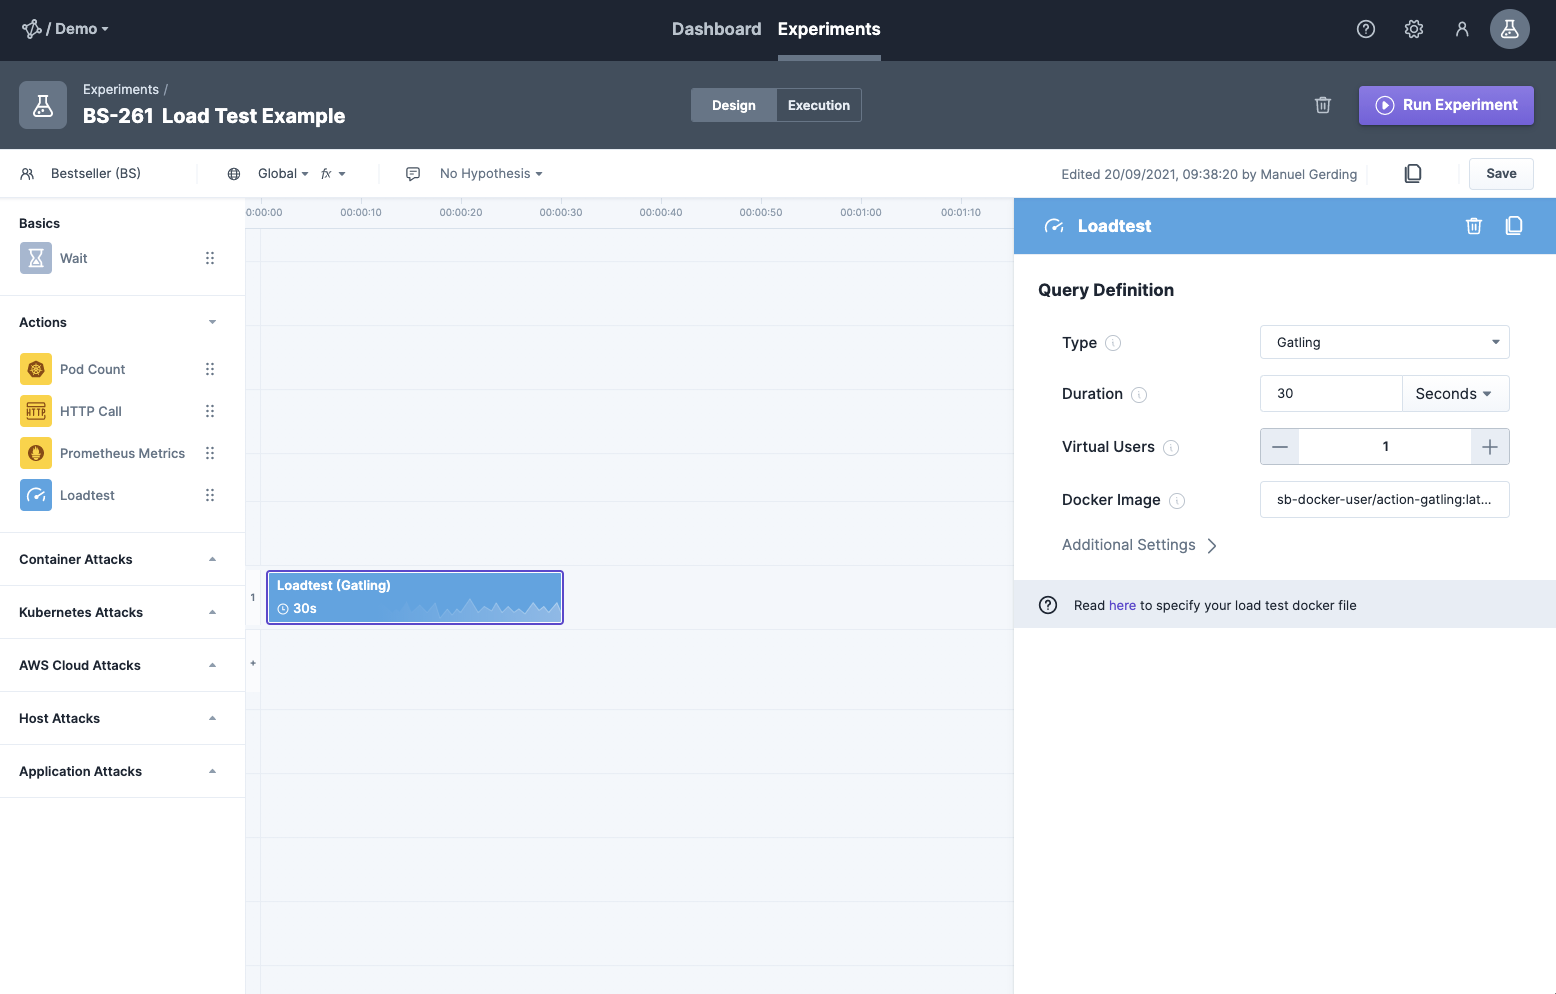 / Demo
Dashboard
Experiments
Experiments /
BS-261 Load Test Example
Design
Execution
Run Experiment
Bestseller (BS)
Global
fx
No Hypothesis
Edited 20/09/2021, 09:38:20 by Manuel Gerding
Save
Basics
Wait
Actions
Pod Count
HTTP
HTTP Call
Prometheus Metrics
Loadtest
Container Attacks
Kubernetes Attacks
AWS Cloud Attacks
Host Attacks
Application Attacks
0:00:00
00:00:10
00:00:20
00:00:30
00:00:40
00:00:50
00:01:00
00:01:10
1
Loadtest (Gatling)
30s
+
Loadtest
Query Definition
Type
Gatling
Duration
30
Seconds
Virtual Users
1
Docker Image
sb-docker-user/action-gatling:lat...
Additional Settings
Read here to specify your load test docker file